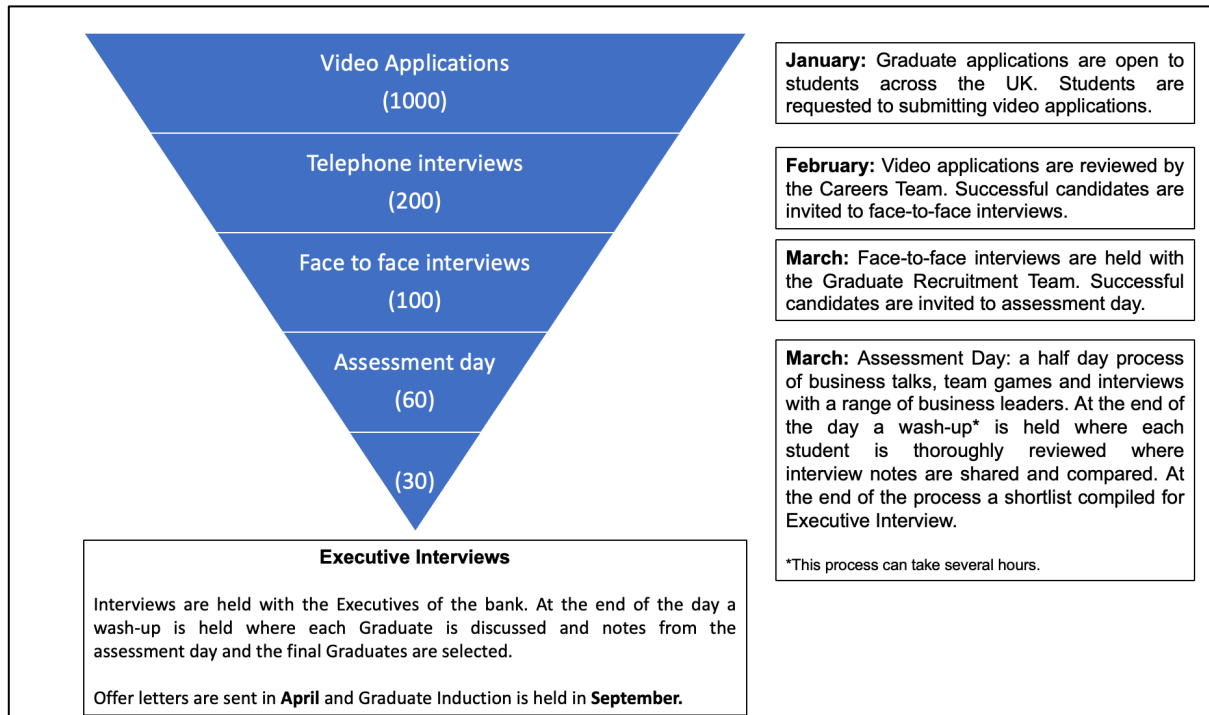 Video Applications
(1000)
Telephone interviews
(200)
Face to face interviews
(100)
Assessment day
(60)
(30)
Executive Interviews
Interviews are held with the Executives of the bank. At the end of the day a
wash-up is held where each Graduate is discussed and notes from the
assessment day and the final Graduates are selected.
Offer letters are sent in April and Graduate Induction is held in September.
January: Graduate applications are open to
students across the UK. Students are
requested to submitting video applications.
February: Video applications are reviewed by
the Careers Team. Successful candidates are
invited to face-to-face interviews.
March: Face-to-face interviews are held with
the Graduate Recruitment Team. Successful
candidates are invited to assessment day.
March: Assessment Day: a half day process
of business talks, team games and interviews
with a range of business leaders. At the end of
the day a wash-up* is held where each
student is thoroughly reviewed where
interview notes are shared and compared. At
the end of the process a shortlist compiled for
Executive Interview.
*This process can take several hours.